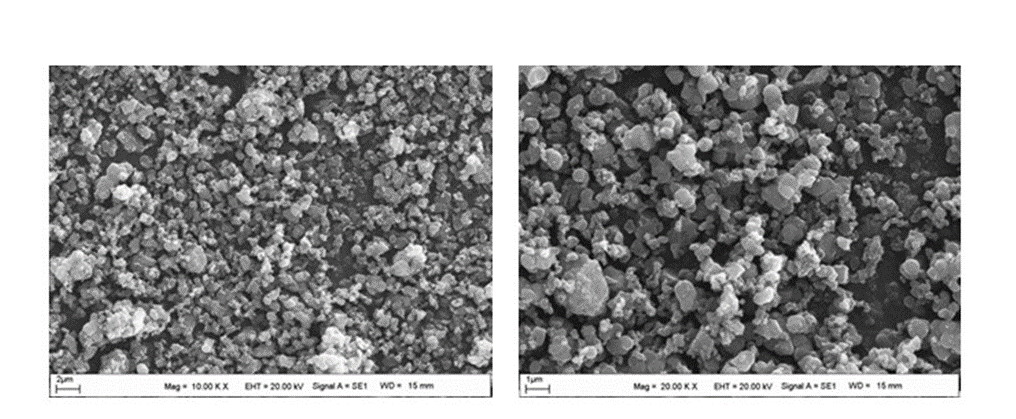 2µm
Mag = 10.00 K X EHT = 20.00 kV Signal A = SE1 WD = 15 mm
1µm
Mag = 20.00 K X EHT = 20.00 kV Signal A = SE1 WD = 15 mm